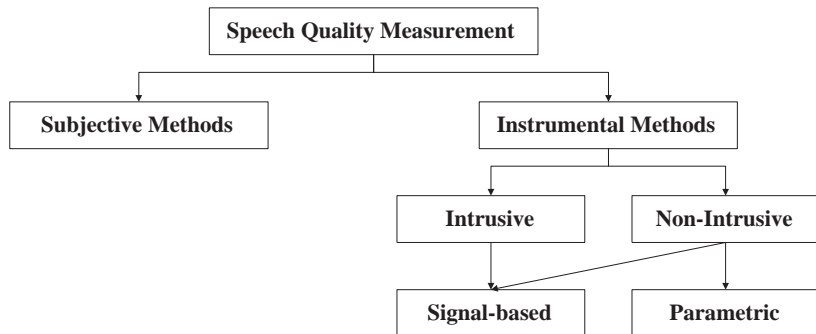 Speech Quality Measurement
Subjective Methods
Instrumental Methods
Intrusive
Non-Intrusive
Signal-based
Parametric